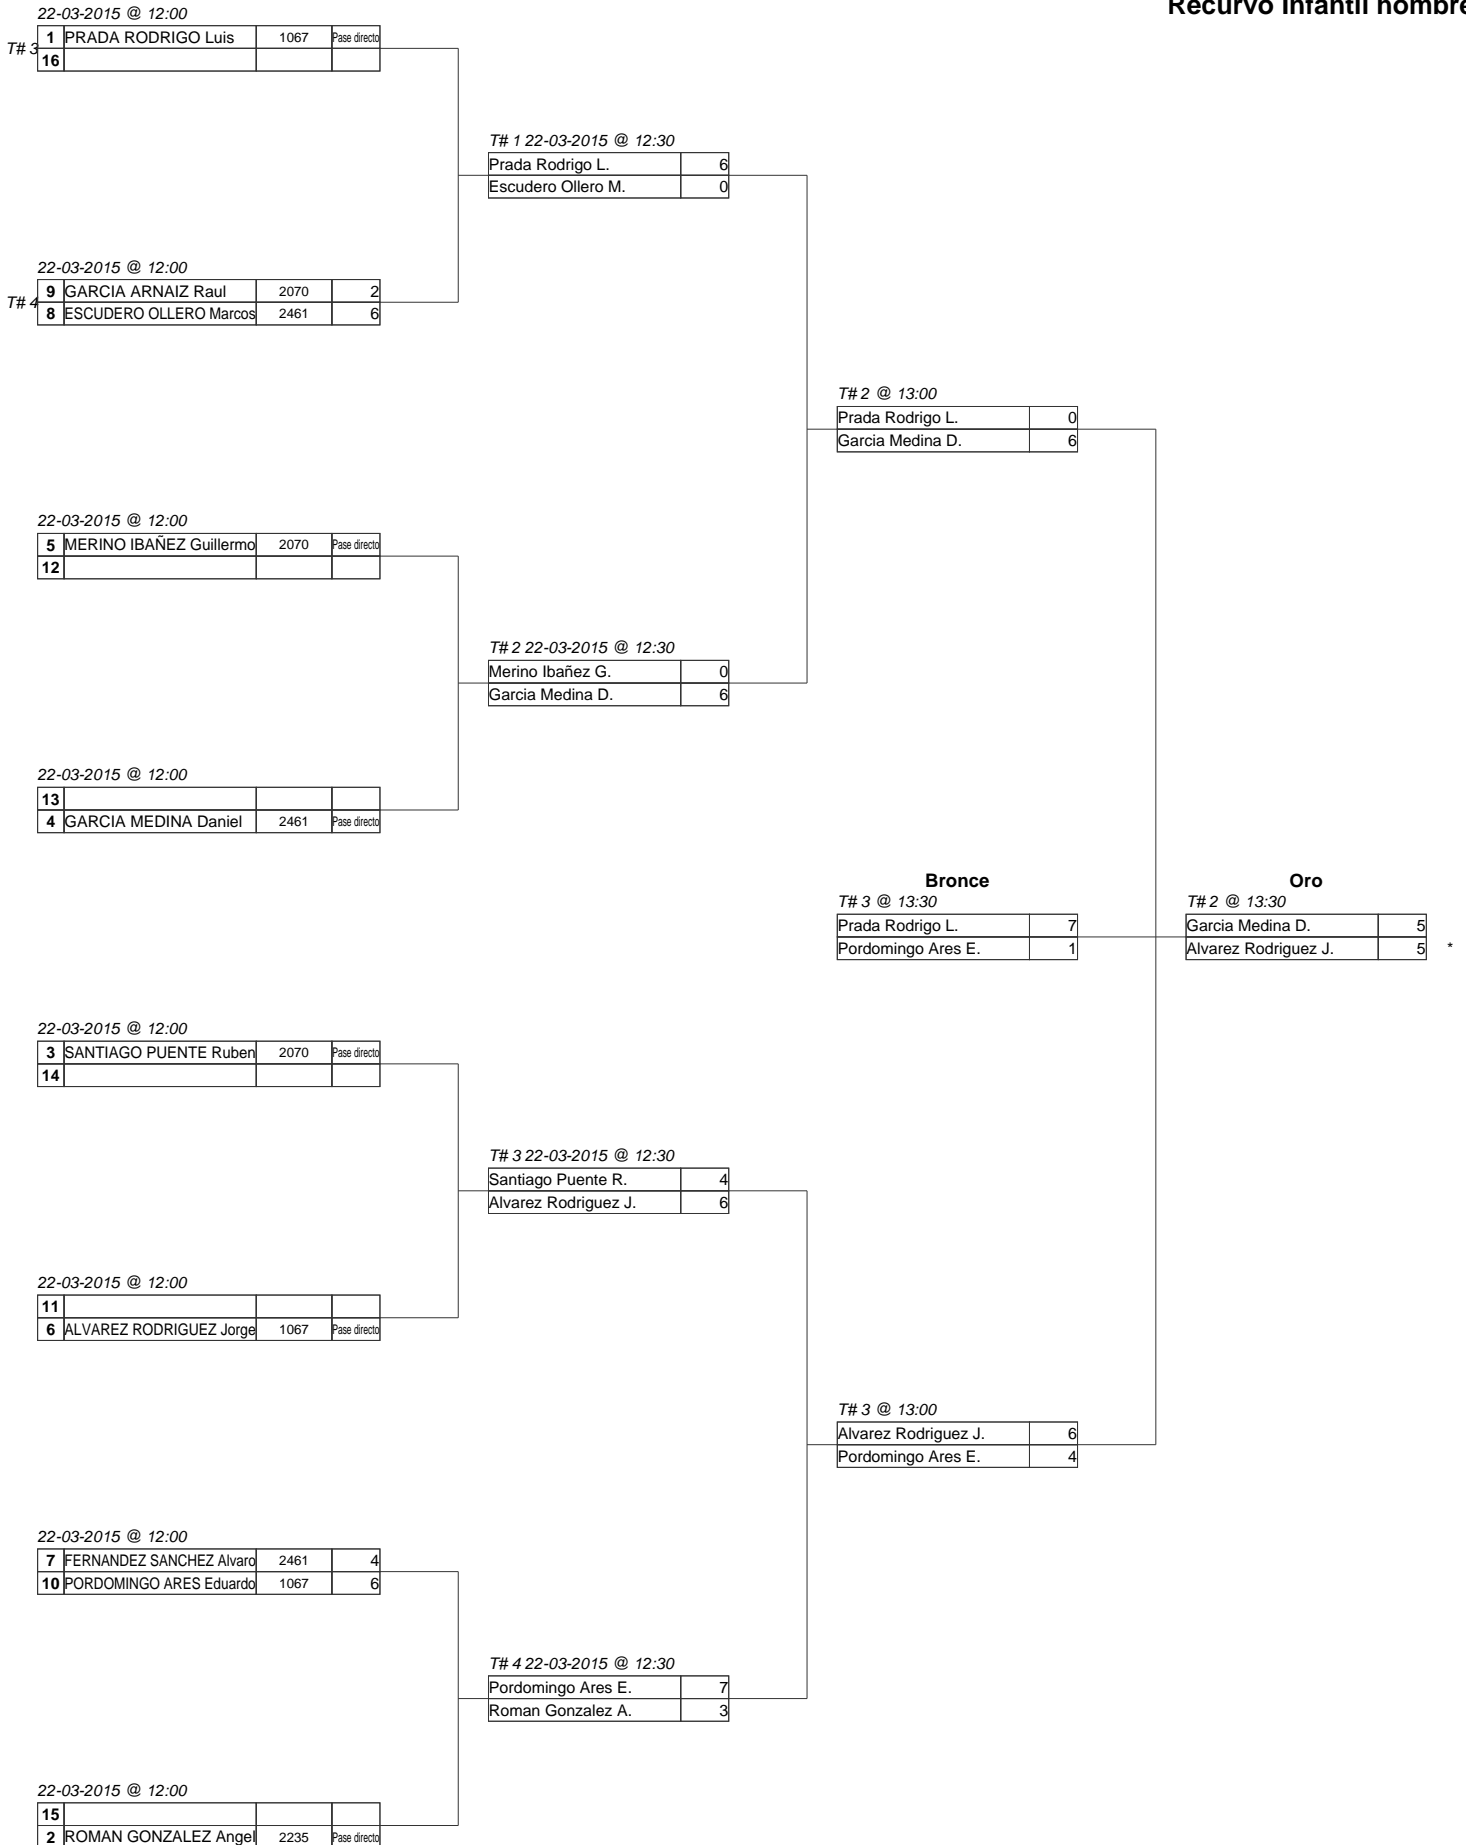 Recurvo Infantil hombre
22-03-2015 @ 12:00
T# 3
1 PRADA RODRIGO Luis 1067 Pase directo
16
T# 1 22-03-2015 @ 12:30
Prada Rodrigo L. 6
Escudero Ollero M. 0
22-03-2015 @ 12:00
T# 4
9 GARCIA ARNAIZ Raul 2070 2
8 ESCUDERO OLLERO Marcos 2461 6
T# 2 @ 13:00
Prada Rodrigo L. 0
Garcia Medina D. 6
22-03-2015 @ 12:00
5 MERINO IBAÑEZ Guillermo 2070 Pase directo
12
T# 2 22-03-2015 @ 12:30
Merino Ibañez G. 0
Garcia Medina D. 6
22-03-2015 @ 12:00
13
4 GARCIA MEDINA Daniel 2461 Pase directo
Bronce
T# 3 @ 13:30
Prada Rodrigo L. 7
Pordomingo Ares E. 1
Oro
T# 2 @ 13:30
Garcia Medina D. 5
Alvarez Rodriguez J. 5 *
22-03-2015 @ 12:00
3 SANTIAGO PUENTE Ruben 2070 Pase directo
14
T# 3 22-03-2015 @ 12:30
Santiago Puente R. 4
Alvarez Rodriguez J. 6
22-03-2015 @ 12:00
11
6 ALVAREZ RODRIGUEZ Jorge 1067 Pase directo
T# 3 @ 13:00
Alvarez Rodriguez J. 6
Pordomingo Ares E. 4
22-03-2015 @ 12:00
7 FERNANDEZ SANCHEZ Alvaro 2461 4
10 PORDOMINGO ARES Eduardo 1067 6
T# 4 22-03-2015 @ 12:30
Pordomingo Ares E. 7
Roman Gonzalez A. 3
22-03-2015 @ 12:00
15
2 ROMAN GONZALEZ Angel 2235 Pase directo